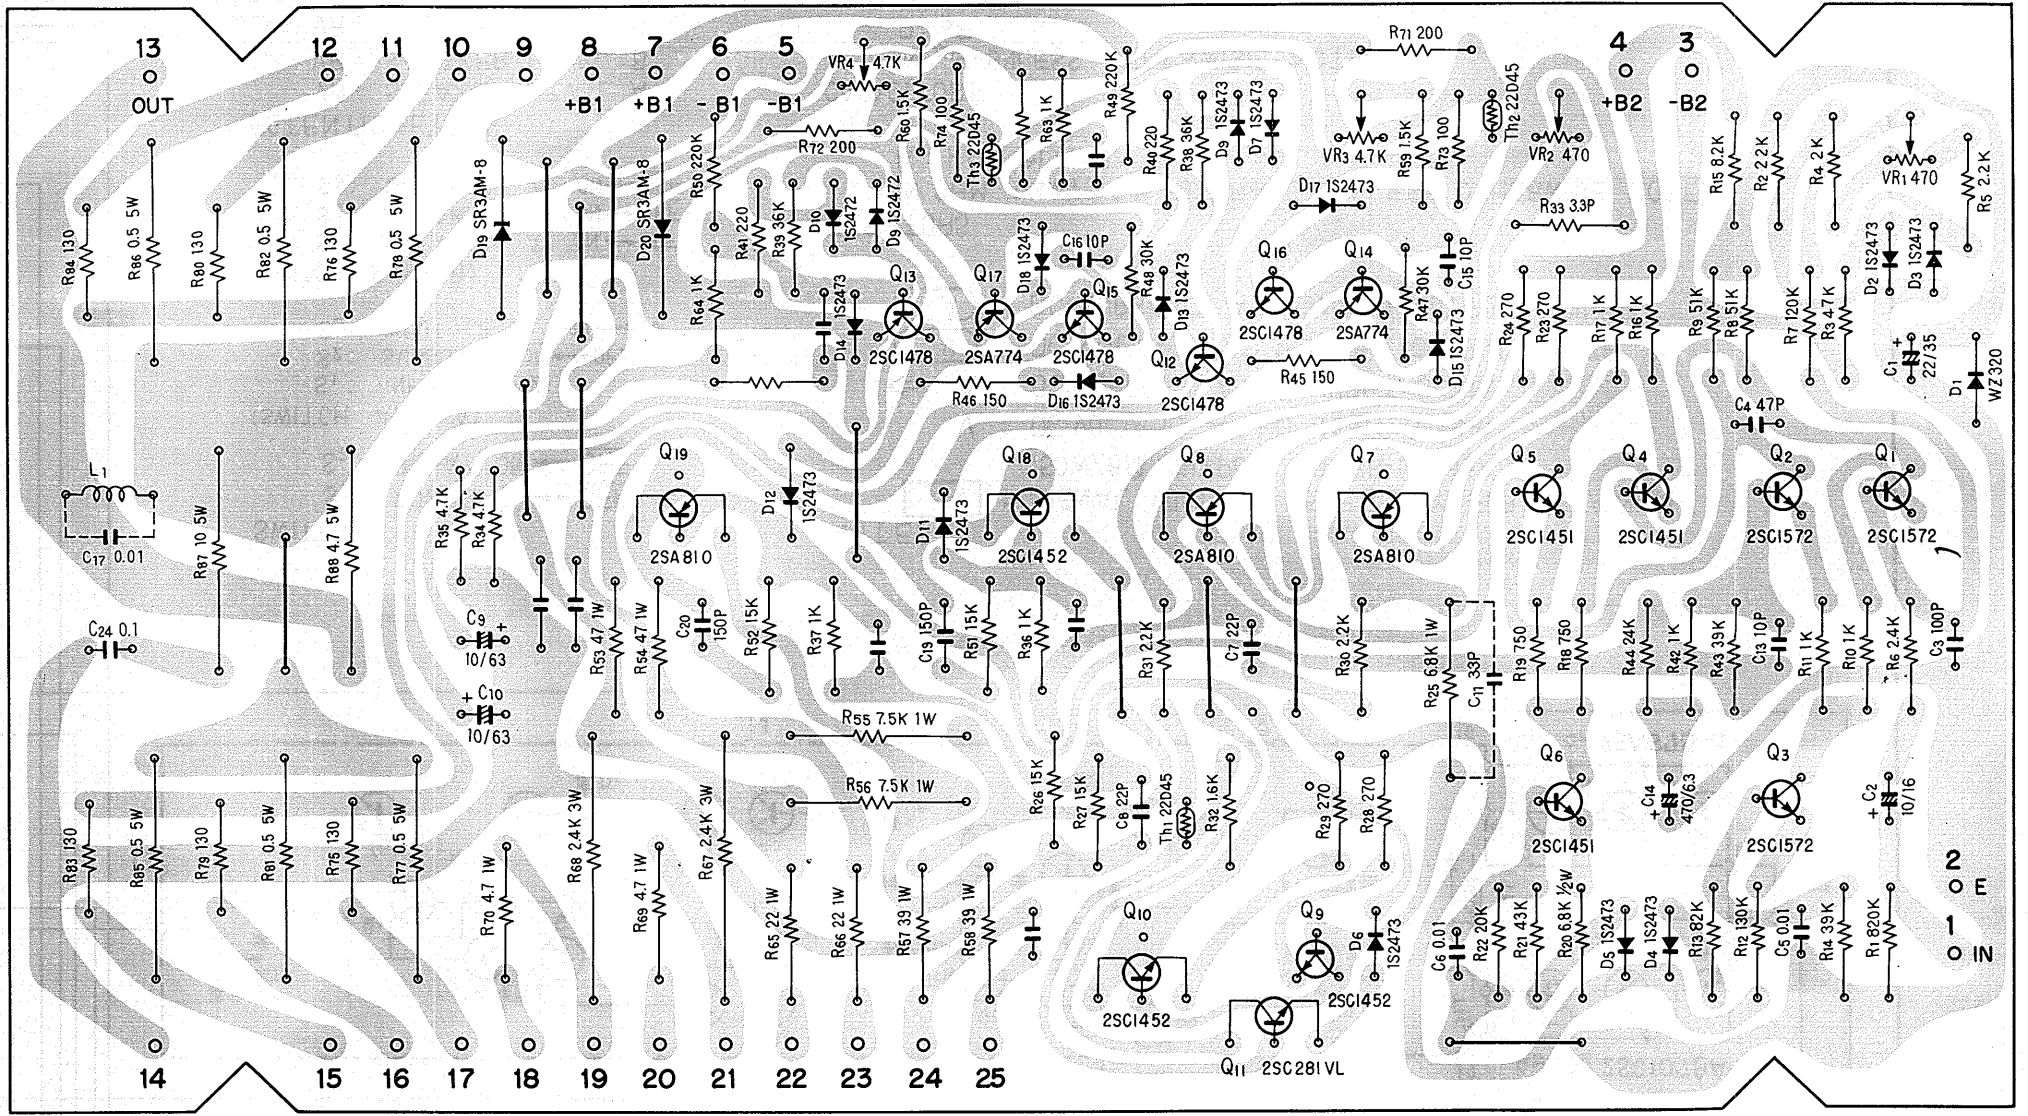 13 12 11 10 9 8 7 6 5 4 3
OUT +B1 +B1 -B1 -B1 +B2 -B2
VR4 4.7K
R72 200
R60 1.5K
R74 100
Th3 22D45
R63 1K
R49 220K
R40 220
R38 36K
D9 1S2473
D7 1S2473
R71 200
VR3 4.7K
R59 1.5K
R73 100
Th2 22D45
VR2 470
R15 8.2K
R2 2.2K
R4 2K
VR1 470
R5 2.2K
R84 130
R86 0.5 5W
R80 130
R82 0.5 5W
R76 130
R78 0.5 5W
D19 SR3AM-8
D20 SR3AM-8
R50 220K
R64 1K
R41 220
R39 36K
D10 1S2472
D9 1S2472
D14 1S2473
Q13
2SC1478
Q17
2SA774
D18 1S2473
C16 10P
Q15
2SC1478
R48 30K
D13 1S2473
Q12
2SC1478
D17 1S2473
Q16
2SC1478
Q14
2SA774
R47 30K
C15 10P
D15 1S2473
R33 3.3P
R46 150
D16 1S2473
R45 150
R24 270
R23 270
R17 1K
R16 1K
R9 51K
R8 51K
R7 120K
R3 47K
D2 1S2473
D3 1S2473
C1 + 22/35
D1 WZ320
C4 47P
L1
C17 0.01
R87 10 5W
R88 4.7 5W
R35 4.7K
R34 4.7K
Q19
2SA810
D12 1S2473
D11 1S2473
Q18
2SC1452
Q8
2SA810
Q7
2SA810
Q5
2SC1451
Q4
2SC1451
Q2
2SC1572
Q1
2SC1572
C24 0.1
C9 + 10/63
+ C10 10/63
R53 47 1W
R54 47 1W
C20 150P
R52 15K
R37 1K
C19 150P
R51 15K
R36 1K
R31 2.2K
C7 22P
R30 2.2K
R25 6.8K 1W
C11 33P
R19 750
R18 750
R44 24K
R42 1K
R43 39K
C13 10P
R11 1K
R10 1K
R6 2.4K
C3 100P
R55 7.5K 1W
R56 7.5K 1W
R26 15K
R27 15K
C8 22P
Th1 22D45
R32 1.6K
R29 270
R28 270
Q6
2SC1451
C14 + 470/6.3
Q3
2SC1572
C2 + 10/16
R83 130
R85 0.5 5W
R79 130
R81 0.5 5W
R75 130
R77 0.5 5W
R70 4.7 1W
R68 2.4K 3W
R69 4.7 1W
R67 2.4K 3W
R65 22 1W
R66 22 1W
R57 39 1W
R58 39 1W
Q10
2SC1452
Q9
2SC1452
D6 1S2473
Q11 2SC281VL
C6 0.01
R22 20K
R21 43K
R20 6.8K ½W
D5 1S2473
D4 1S2473
R13 82K
R12 130K
C5 0.01
R14 39K
R1 820K
2 E
1 IN
14 15 16 17 18 19 20 21 22 23 24 25